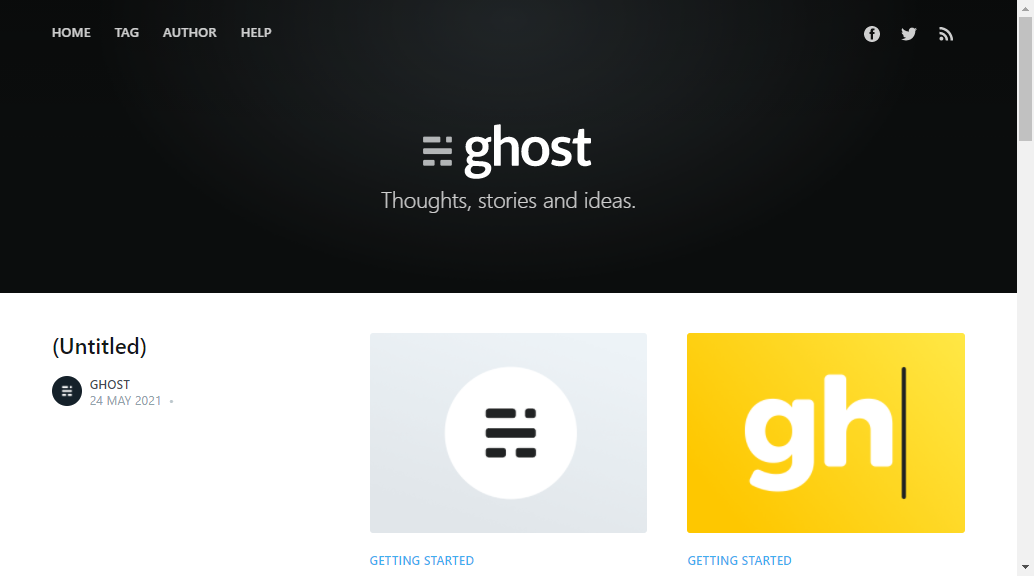 HOME TAG AUTHOR HELP
ghost
Thoughts, stories and ideas.
(Untitled)
GHOST
24 MAY 2021 •
gh
GETTING STARTED
GETTING STARTED